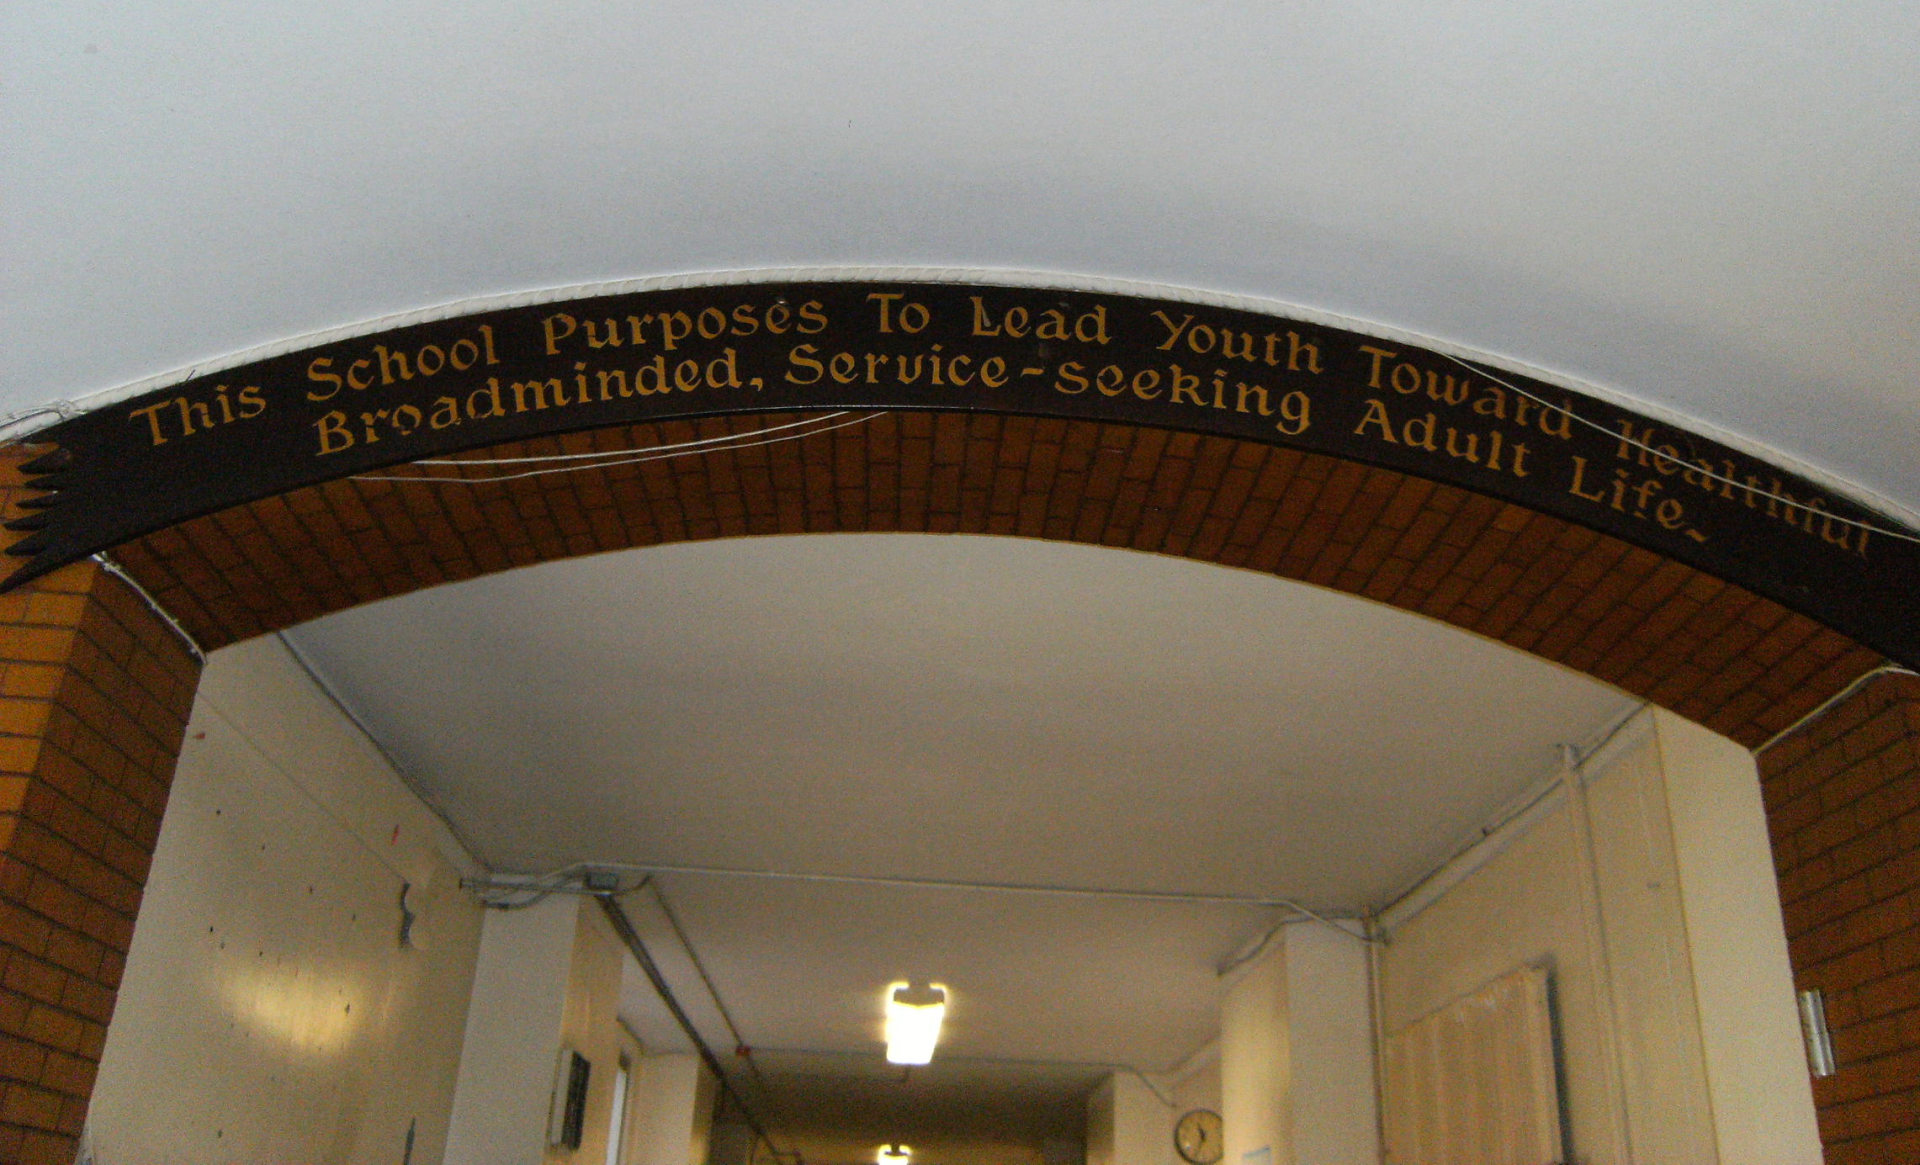 This School Purposes To Lead Youth Toward Healthful
Broadminded, Service-seeking Adult Life~